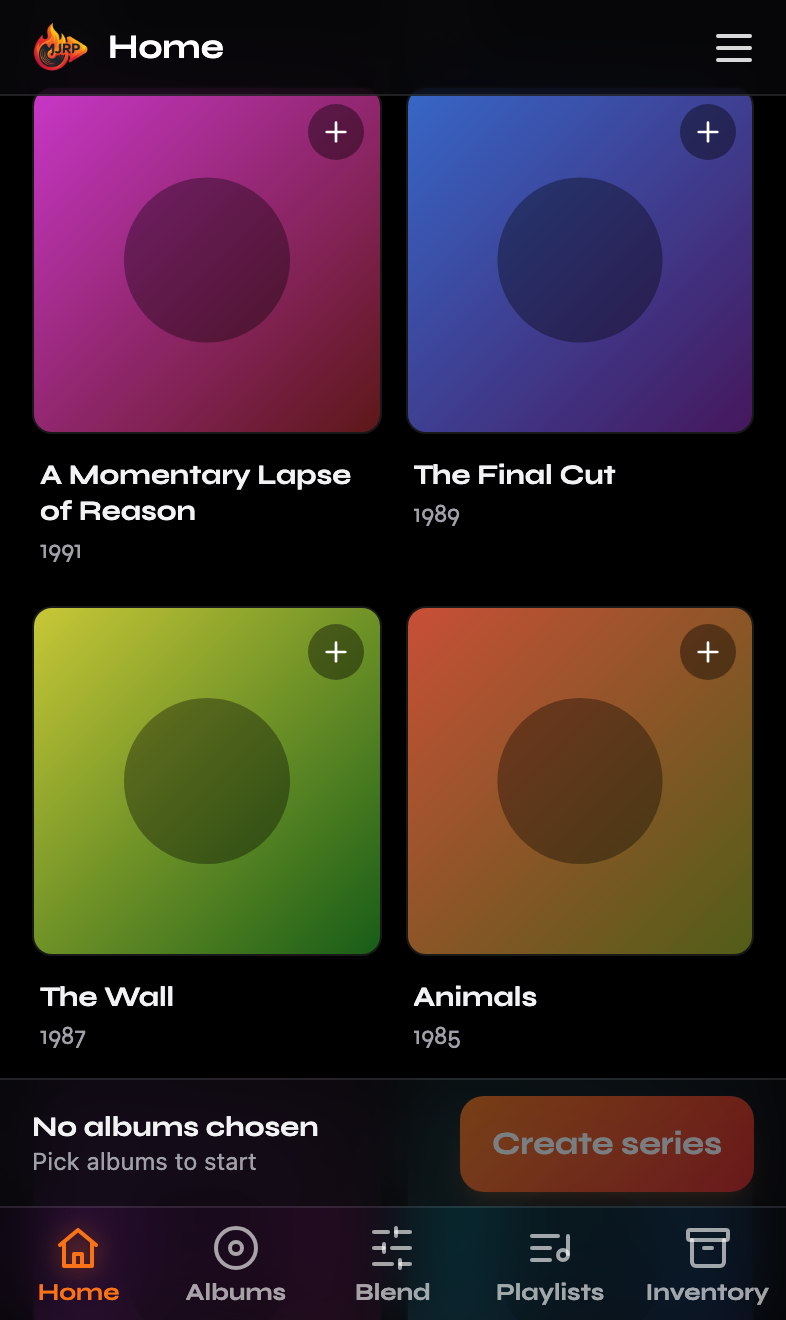 MJRP
Home
A Momentary Lapse
of Reason
1991
The Final Cut
1989
The Wall
1987
Animals
1985
No albums chosen
Pick albums to start
Create series
Home
Albums
Blend
Playlists
Inventory